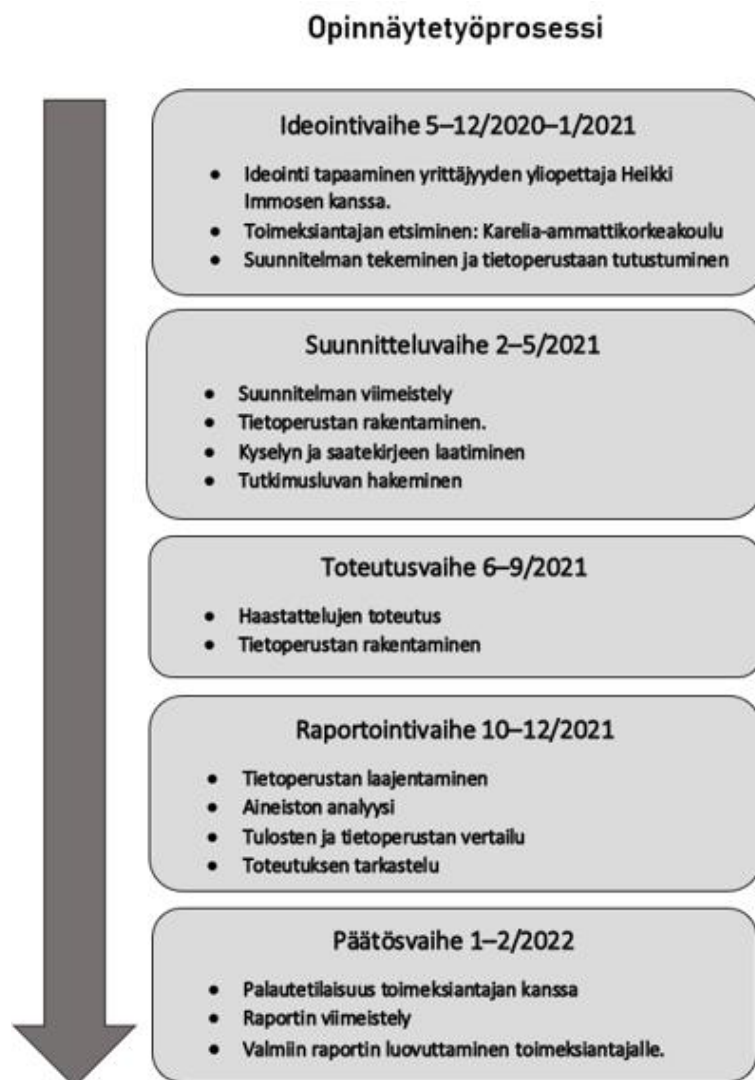 Opinnäytetyöprosessi
Ideointivaihe 5–12/2020–1/2021
• Ideointi tapaaminen yrittäjyyden yliopettaja Heikki
Immosen kanssa.
• Toimeksiantajan etsiminen: Karelia-ammattikorkeakoulu
• Suunnitelman tekeminen ja tietoperustaan tutustuminen
Suunnitteluvaihe 2–5/2021
• Suunnitelman viimeistely
• Tietoperustan rakentaminen.
• Kyselyn ja saatekirjeen laatiminen
• Tutkimusluvan hakeminen
Toteutusvaihe 6–9/2021
• Haastattelujen toteutus
• Tietoperustan rakentaminen
Raportointivaihe 10–12/2021
• Tietoperustan laajentaminen
• Aineiston analyysi
• Tulosten ja tietoperustan vertailu
• Toteutuksen tarkastelu
Päätösvaihe 1–2/2022
• Palautetilaisuus toimeksiantajan kanssa
• Raportin viimeistely
• Valmiin raportin luovuttaminen toimeksiantajalle.